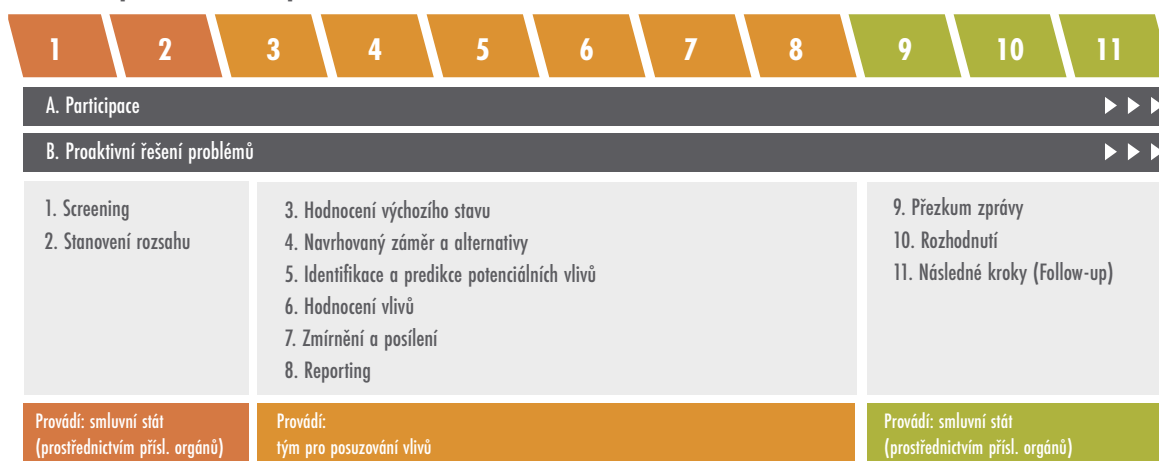 1 2 3 4 5 6 7 8 9 10 11
A. Participace
B. Proaktivní řešení problémů
1. Screening
2. Stanovení rozsahu
3. Hodnocení výchozího stavu
4. Navrhovaný záměr a alternativy
5. Identifikace a predikce potenciálních vlivů
6. Hodnocení vlivů
7. Zmírnění a posílení
8. Reporting
9. Přezkum zprávy
10. Rozhodnutí
11. Následné kroky (Follow-up)
Provádí: smluvní stát
(prostřednictvím přísl. orgánů)
Provádí:
tým pro posuzování vlivů
Provádí: smluvní stát
(prostřednictvím přísl. orgánů)